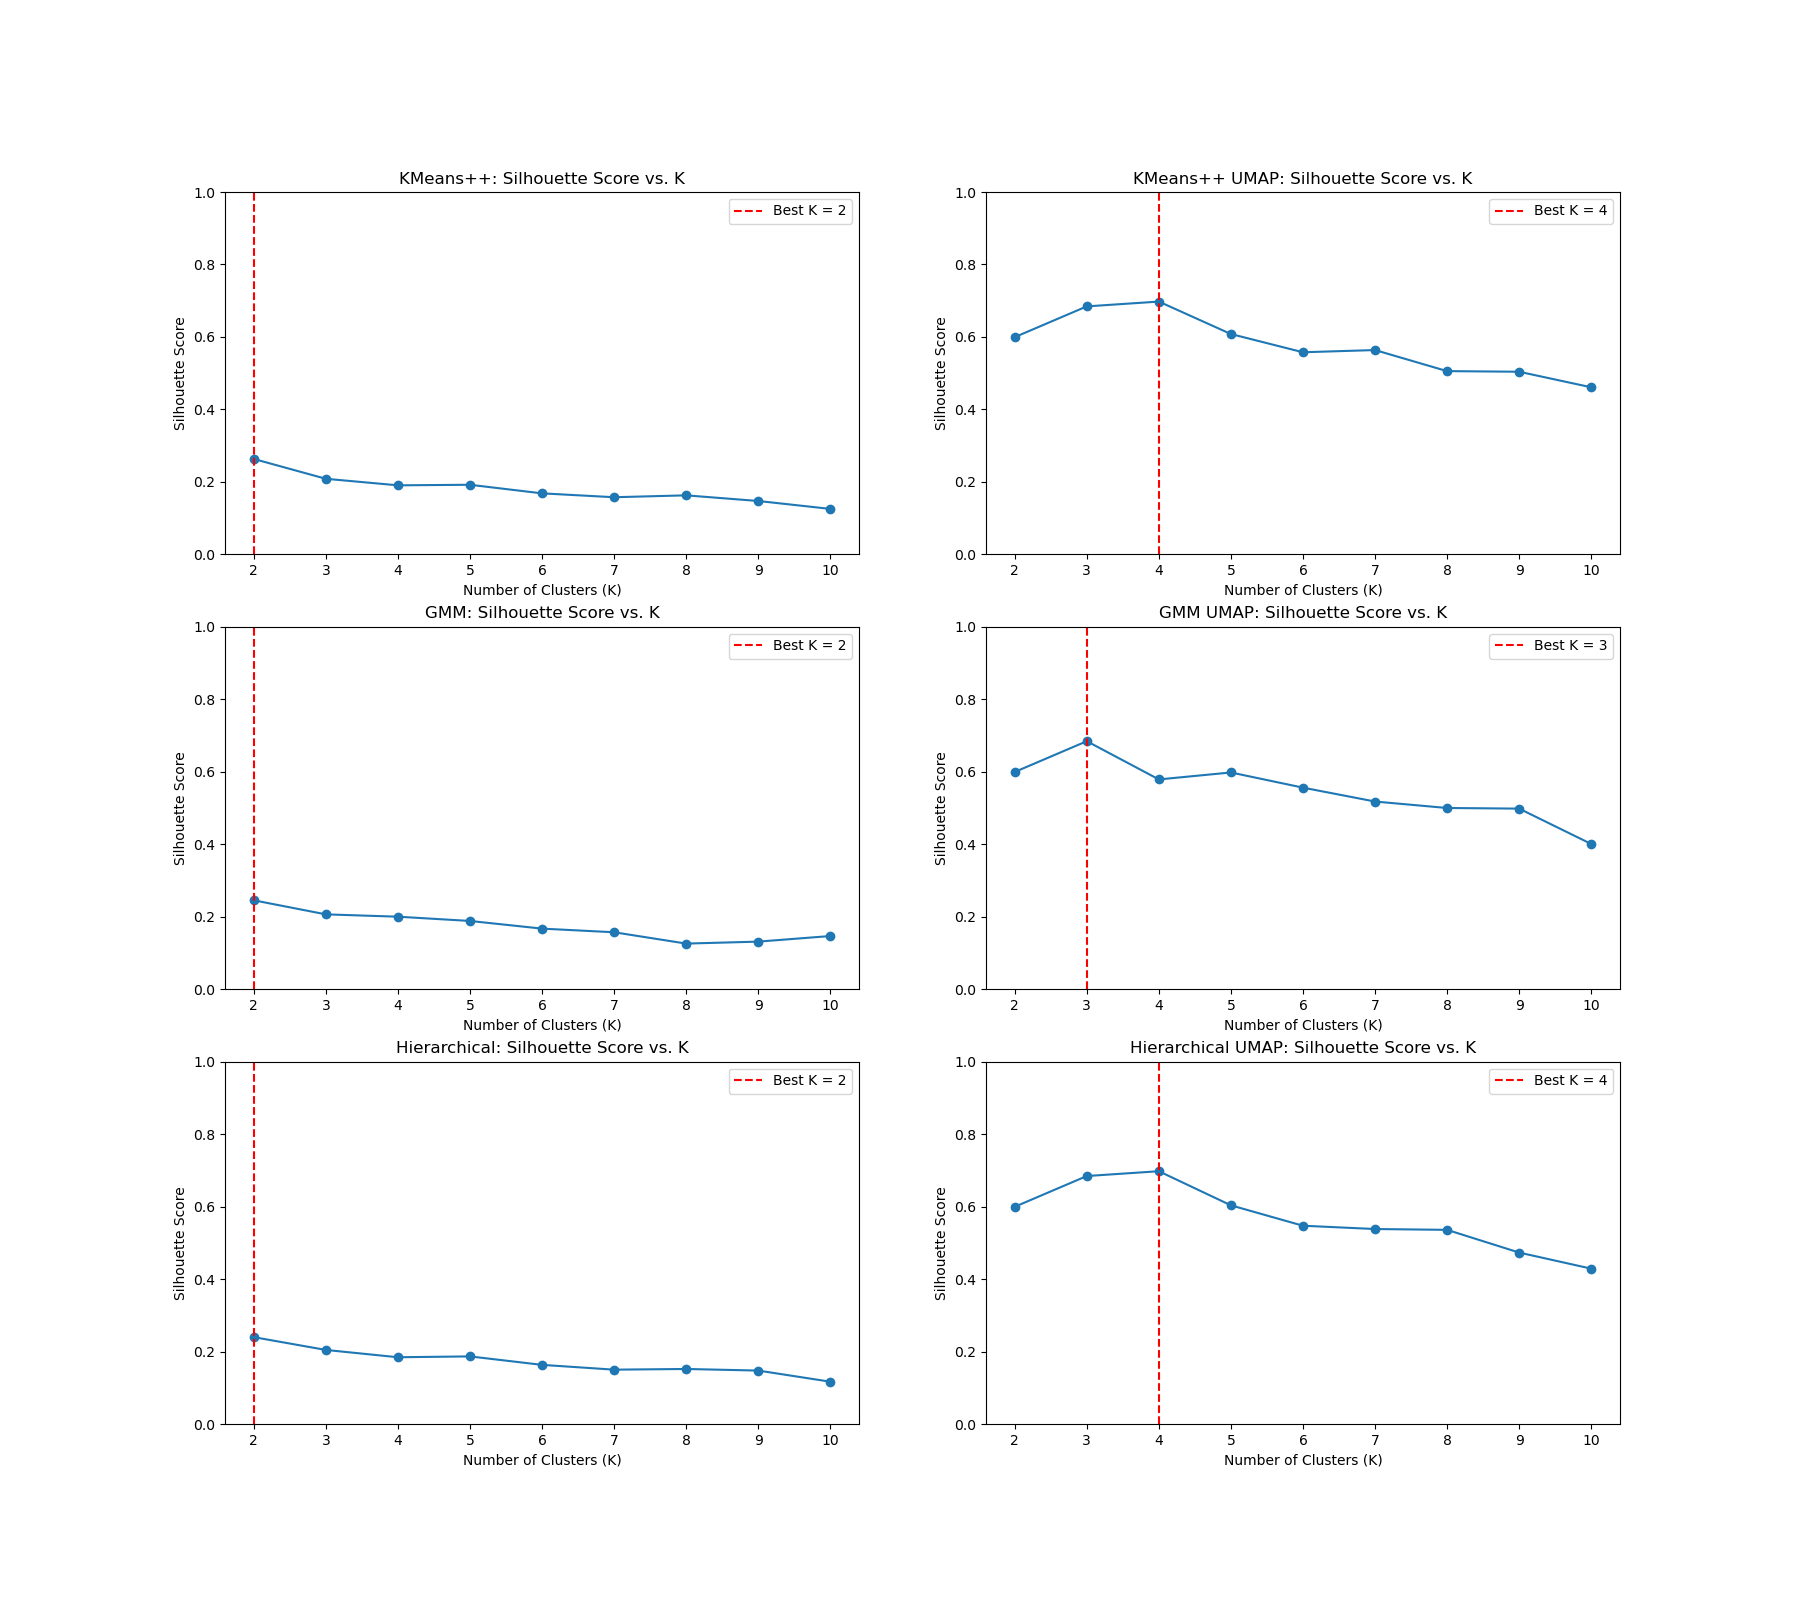 KMeans++: Silhouette Score vs. K
1.0
0.8
0.6
0.4
0.2
0.0
Silhouette Score
Best K = 2
2 3 4 5 6 7 8 9 10
Number of Clusters (K)
KMeans++ UMAP: Silhouette Score vs. K
1.0
0.8
0.6
0.4
0.2
0.0
Silhouette Score
Best K = 4
2 3 4 5 6 7 8 9 10
Number of Clusters (K)
GMM: Silhouette Score vs. K
1.0
0.8
0.6
0.4
0.2
0.0
Silhouette Score
Best K = 2
2 3 4 5 6 7 8 9 10
Number of Clusters (K)
GMM UMAP: Silhouette Score vs. K
1.0
0.8
0.6
0.4
0.2
0.0
Silhouette Score
Best K = 3
2 3 4 5 6 7 8 9 10
Number of Clusters (K)
Hierarchical: Silhouette Score vs. K
1.0
0.8
0.6
0.4
0.2
0.0
Silhouette Score
Best K = 2
2 3 4 5 6 7 8 9 10
Number of Clusters (K)
Hierarchical UMAP: Silhouette Score vs. K
1.0
0.8
0.6
0.4
0.2
0.0
Silhouette Score
Best K = 4
2 3 4 5 6 7 8 9 10
Number of Clusters (K)